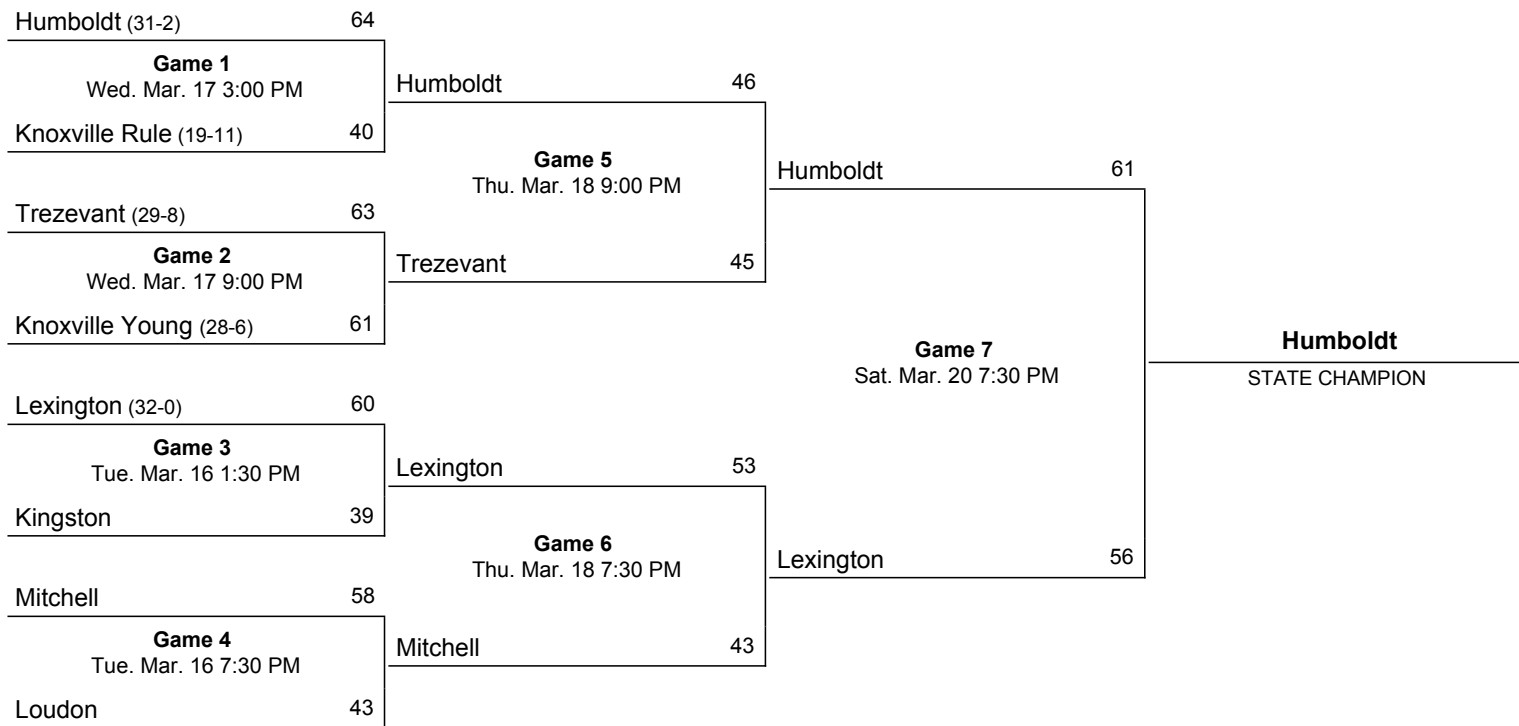 Humboldt (31-2) 64
Game 1
Wed. Mar. 17 3:00 PM
Knoxville Rule (19-11) 40
Humboldt 46
Game 5
Thu. Mar. 18 9:00 PM
Trezevant 45
Trezevant (29-8) 63
Game 2
Wed. Mar. 17 9:00 PM
Knoxville Young (28-6) 61
Humboldt 61
Game 7
Sat. Mar. 20 7:30 PM
Lexington 56
Humboldt
STATE CHAMPION
Lexington (32-0) 60
Game 3
Tue. Mar. 16 1:30 PM
Kingston 39
Lexington 53
Game 6
Thu. Mar. 18 7:30 PM
Mitchell 43
Mitchell 58
Game 4
Tue. Mar. 16 7:30 PM
Loudon 43